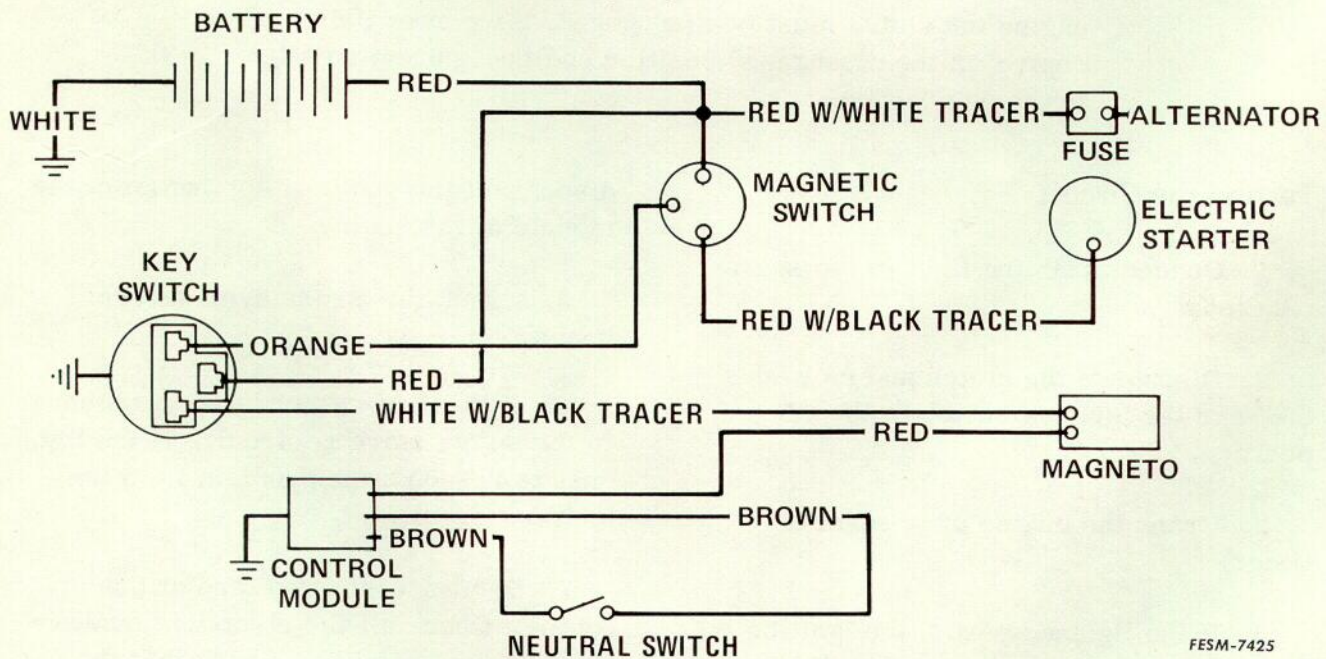 BATTERY
RED
WHITE
RED W/WHITE TRACER
ALTERNATOR
FUSE
MAGNETIC
SWITCH
ELECTRIC
STARTER
KEY
SWITCH
RED W/BLACK TRACER
ORANGE
RED
WHITE W/BLACK TRACER
RED
MAGNETO
BROWN
BROWN
CONTROL
MODULE
NEUTRAL SWITCH
FESM-7425